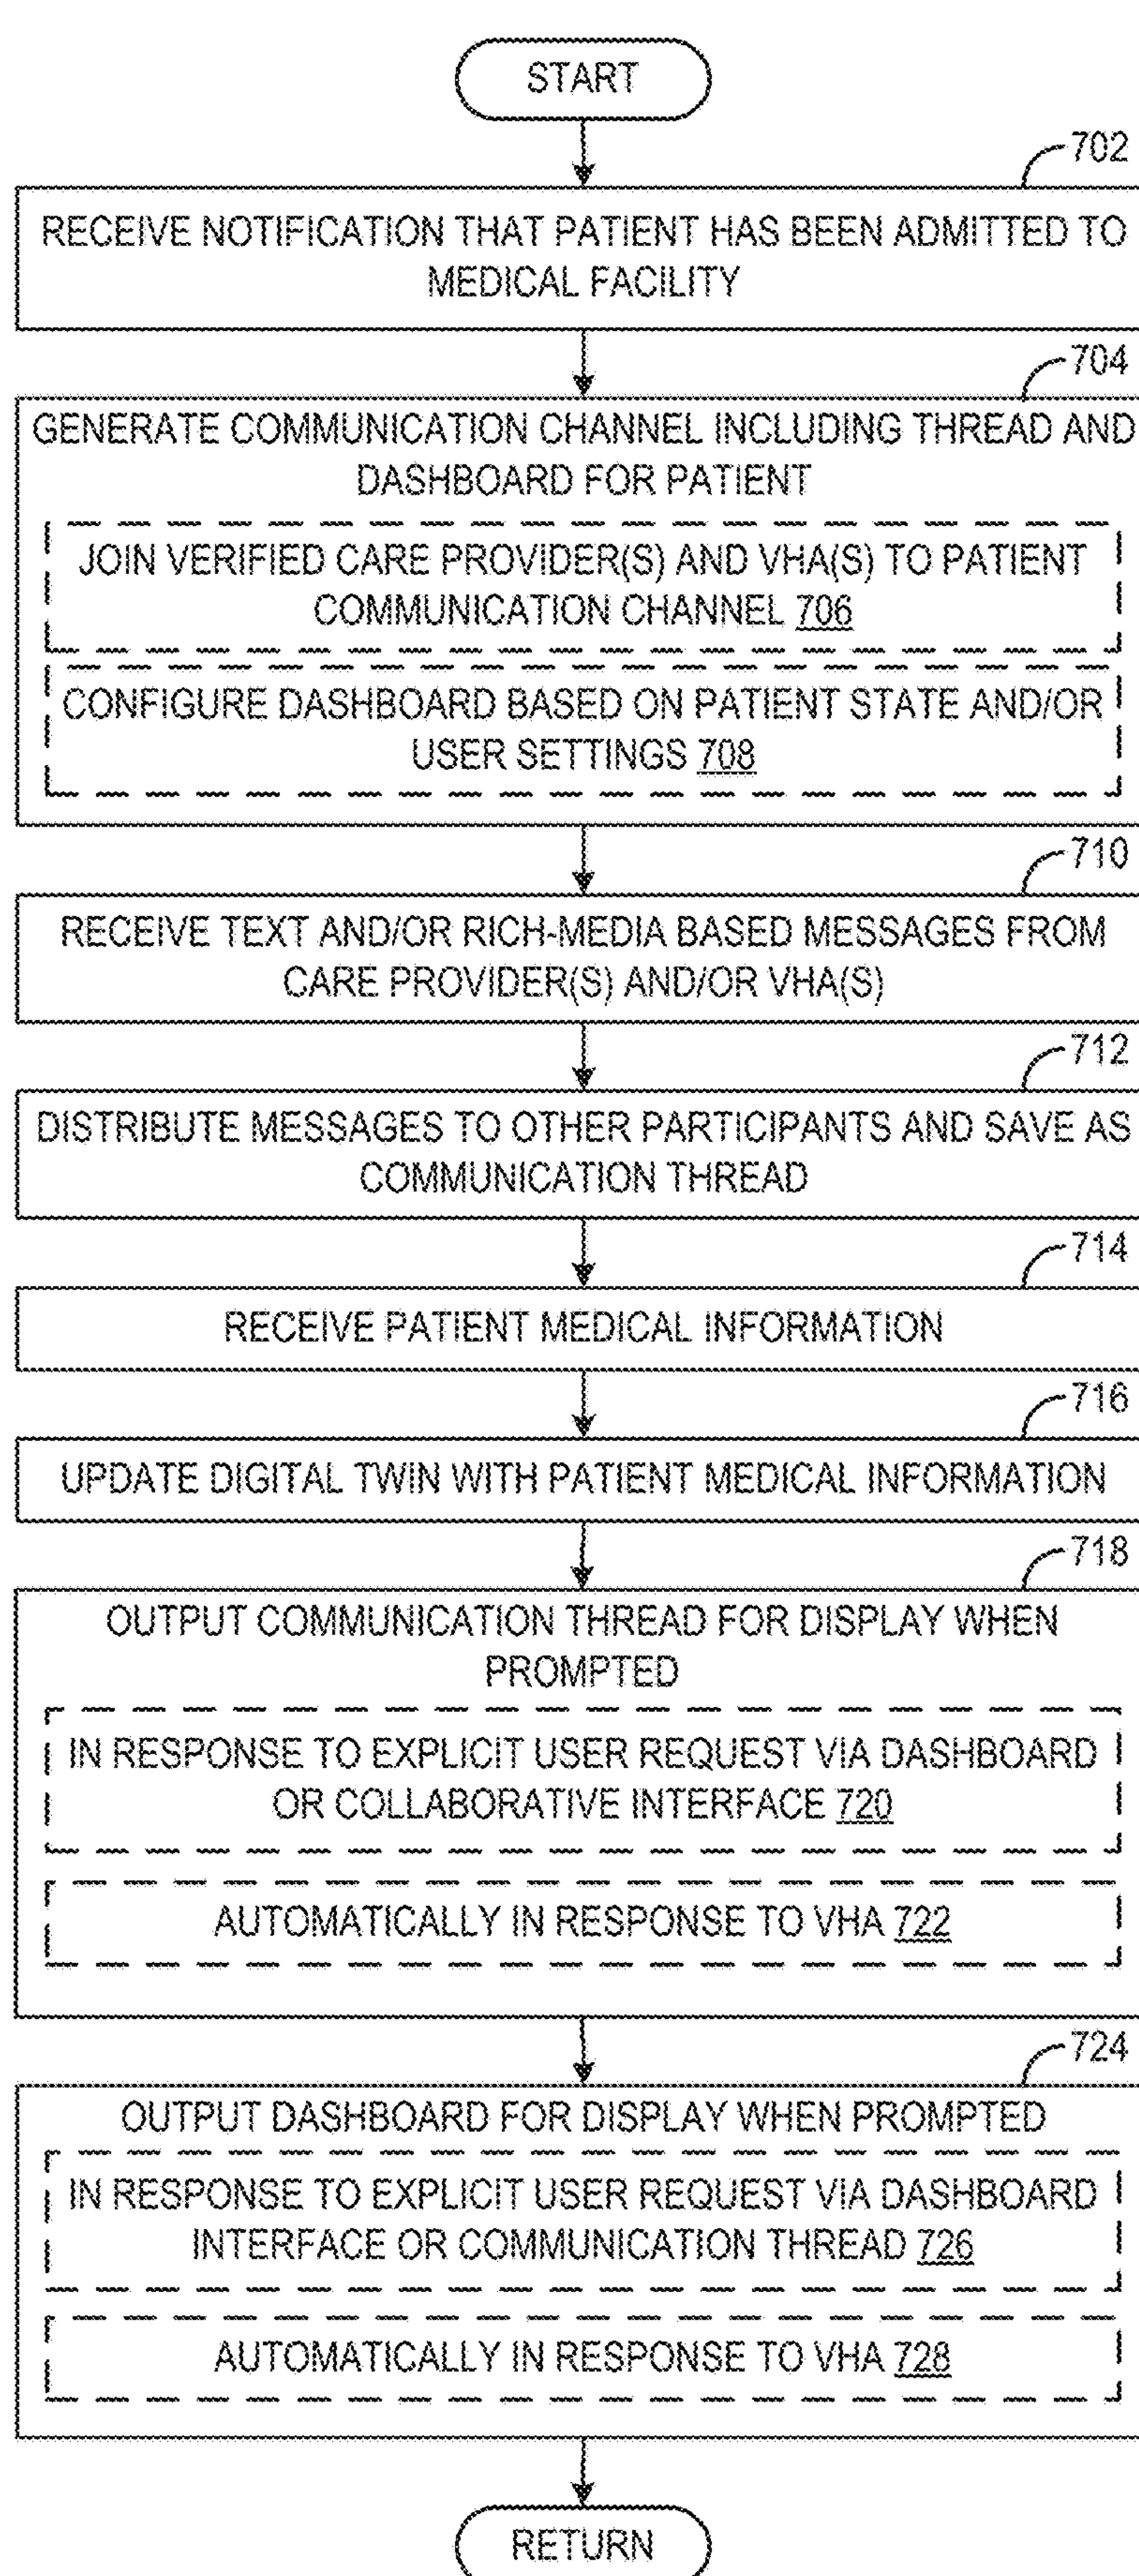 START
702
RECEIVE NOTIFICATION THAT PATIENT HAS BEEN ADMITTED TO
MEDICAL FACILITY
704
GENERATE COMMUNICATION CHANNEL INCLUDING THREAD AND
DASHBOARD FOR PATIENT
JOIN VERIFIED CARE PROVIDER(S) AND VHA(S) TO PATIENT
COMMUNICATION CHANNEL 706
CONFIGURE DASHBOARD BASED ON PATIENT STATE AND/OR
USER SETTINGS 708
710
RECEIVE TEXT AND/OR RICH-MEDIA BASED MESSAGES FROM
CARE PROVIDER(S) AND/OR VHA(S)
712
DISTRIBUTE MESSAGES TO OTHER PARTICIPANTS AND SAVE AS
COMMUNICATION THREAD
714
RECEIVE PATIENT MEDICAL INFORMATION
716
UPDATE DIGITAL TWIN WITH PATIENT MEDICAL INFORMATION
718
OUTPUT COMMUNICATION THREAD FOR DISPLAY WHEN
PROMPTED
IN RESPONSE TO EXPLICIT USER REQUEST VIA DASHBOARD
OR COLLABORATIVE INTERFACE 720
AUTOMATICALLY IN RESPONSE TO VHA 722
724
OUTPUT DASHBOARD FOR DISPLAY WHEN PROMPTED
IN RESPONSE TO EXPLICIT USER REQUEST VIA DASHBOARD
INTERFACE OR COMMUNICATION THREAD 726
AUTOMATICALLY IN RESPONSE TO VHA 728
RETURN